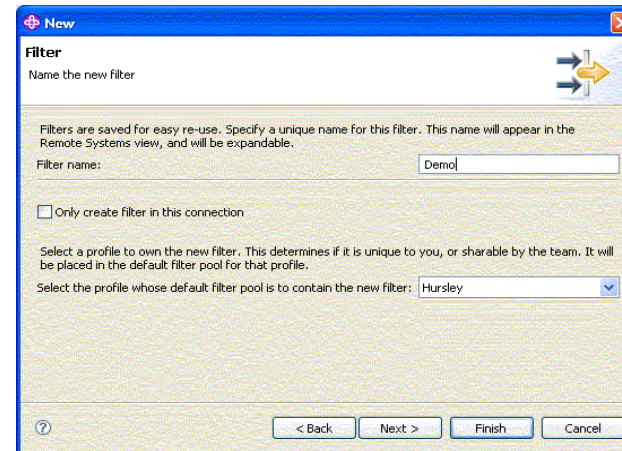 New
Filter
Name the new filter
Filters are saved for easy re-use. Specify a unique name for this filter. This name will appear in the
Remote Systems view, and will be expandable.
Filter name: Demo
Only create filter in this connection
Select a profile to own the new filter. This determines if it is unique to you, or sharable by the team. It will
be placed in the default filter pool for that profile.
Select the profile whose default filter pool is to contain the new filter: Hursley
< Back Next > Finish Cancel